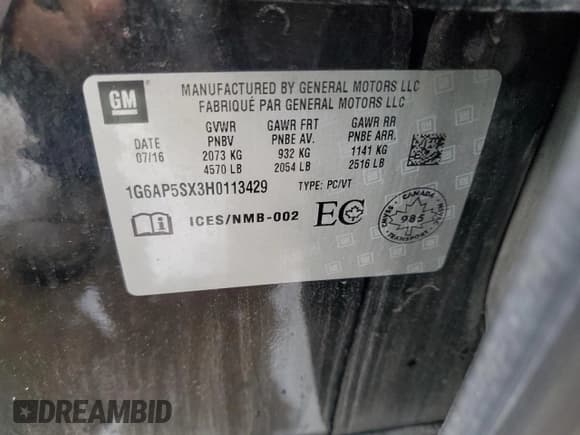 GM
MANUFACTURED BY GENERAL MOTORS LLC
FABRIQUÉ PAR GENERAL MOTORS LLC
DATE GVWR PNBV GAWR FRT PNBE AV. GAWR RR PNBE ARR.
07/16 2073 KG 932 KG 1141 KG
4570 LB 2054 LB 2516 LB
1G6AP5SX3H0113429 TYPE: PC/VT
ICES/NMB-002 EC
CANADA 985 TRANSPORT
DREAMBID